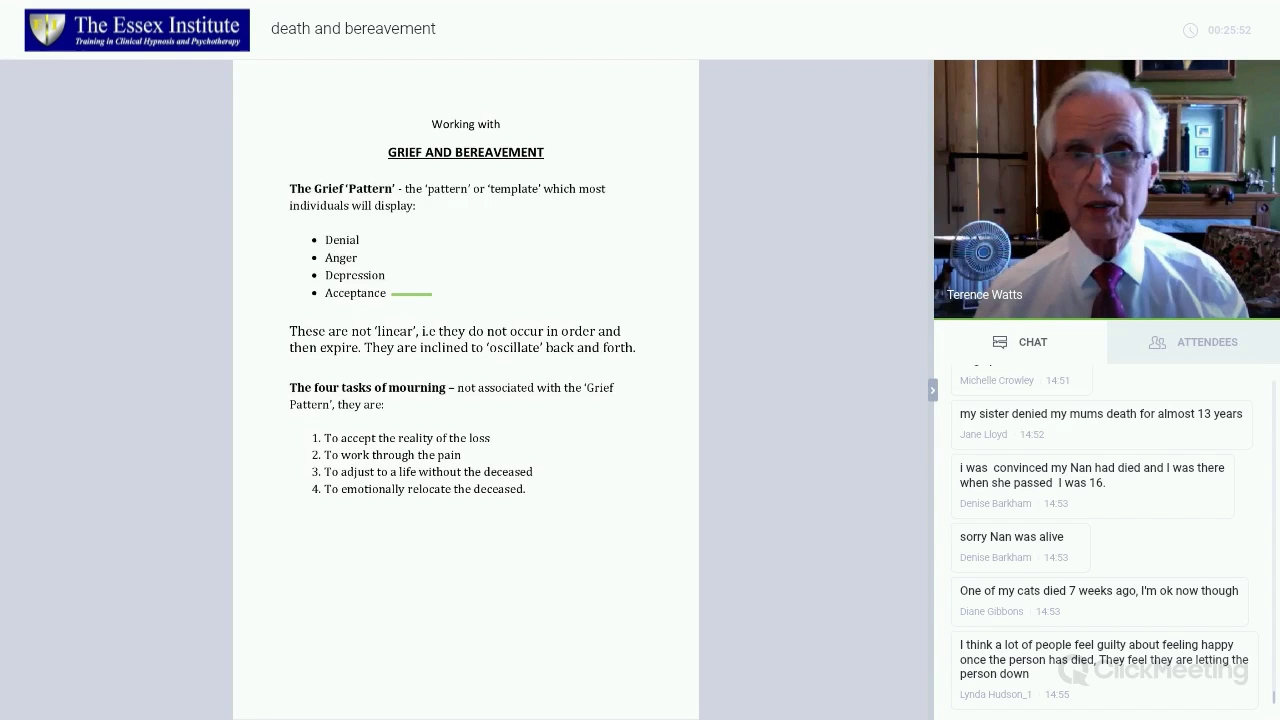 The Essex Institute
Training in Clinical Hypnosis and Psychotherapy
death and bereavement
00:25:52
Working with
GRIEF AND BEREAVEMENT
The Grief ‘Pattern’ - the ‘pattern’ or ‘template’ which most
individuals will display:
• Denial
• Anger
• Depression
• Acceptance
These are not ‘linear’, i.e they do not occur in order and
then expire. They are inclined to ‘oscillate’ back and forth.
The four tasks of mourning – not associated with the ‘Grief
Pattern’, they are:
1. To accept the reality of the loss
2. To work through the pain
3. To adjust to a life without the deceased
4. To emotionally relocate the deceased.
Terence Watts
CHAT
ATTENDEES
Michelle Crowley · 14:51
my sister denied my mums death for almost 13 years
Jane Lloyd · 14:52
i was convinced my Nan had died and I was there
when she passed I was 16.
Denise Barkham · 14:53
sorry Nan was alive
Denise Barkham · 14:53
One of my cats died 7 weeks ago, I'm ok now though
Diane Gibbons · 14:53
I think a lot of people feel guilty about feeling happy
once the person has died, They feel they are letting the
person down
Lynda Hudson_1 · 14:55
ClickMeeting